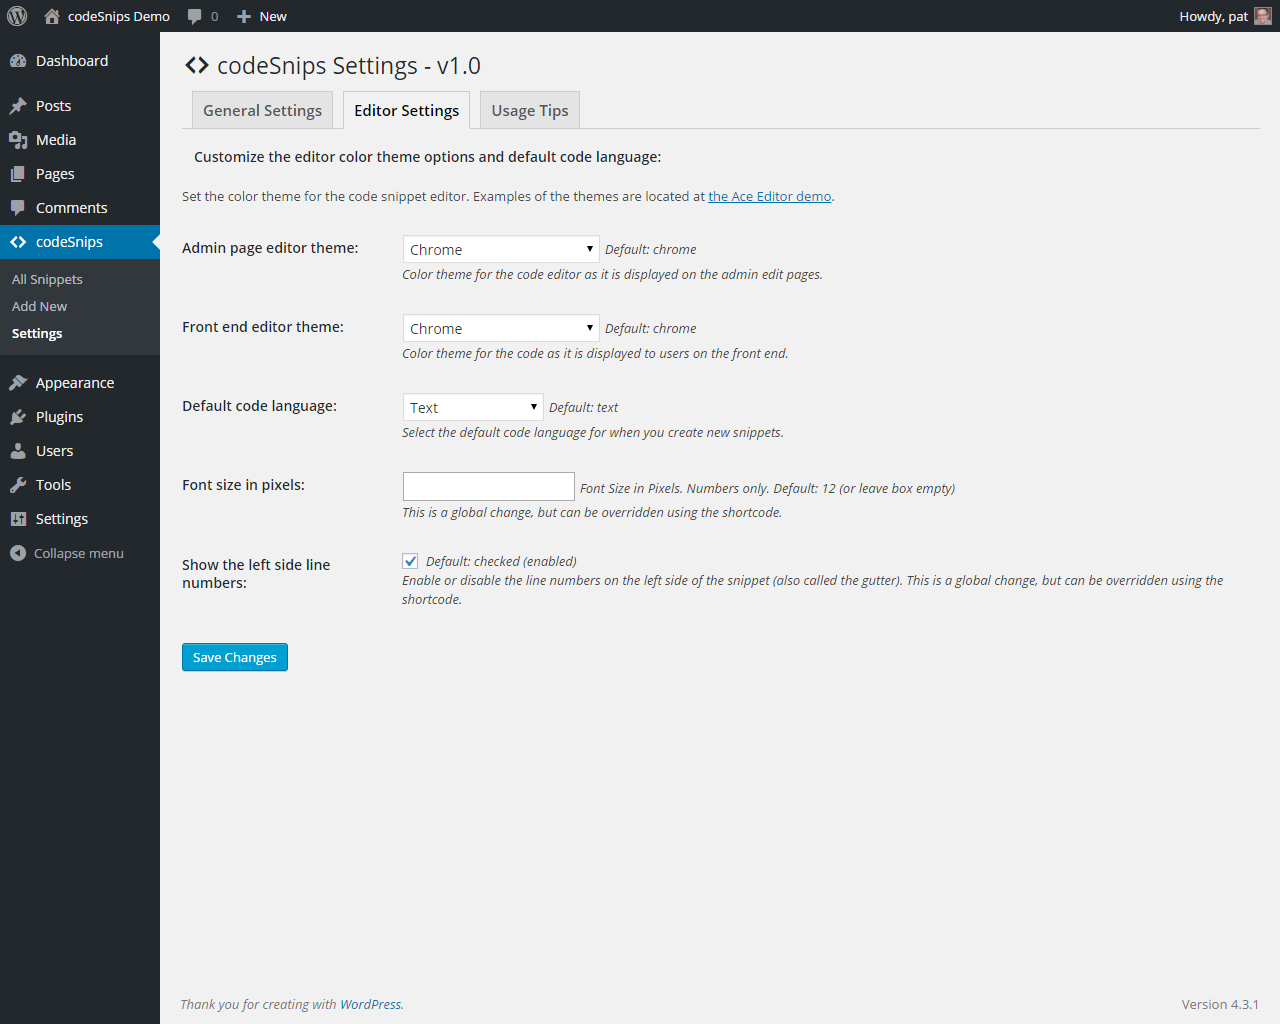 codeSnips Demo
0
New
Howdy, pat
Dashboard
Posts
Media
Pages
Comments
codeSnips
All Snippets
Add New
Settings
Appearance
Plugins
Users
Tools
Settings
Collapse menu
codeSnips Settings - v1.0
General Settings
Editor Settings
Usage Tips
Customize the editor color theme options and default code language:
Set the color theme for the code snippet editor. Examples of the themes are located at the Ace Editor demo.
Admin page editor theme:
Chrome
Default: chrome
Color theme for the code editor as it is displayed on the admin edit pages.
Front end editor theme:
Chrome
Default: chrome
Color theme for the code as it is displayed to users on the front end.
Default code language:
Text
Default: text
Select the default code language for when you create new snippets.
Font size in pixels:
Font Size in Pixels. Numbers only. Default: 12 (or leave box empty)
This is a global change, but can be overridden using the shortcode.
Show the left side line
numbers:
Default: checked (enabled)
Enable or disable the line numbers on the left side of the snippet (also called the gutter). This is a global change, but can be overridden using the
shortcode.
Save Changes
Thank you for creating with WordPress.
Version 4.3.1